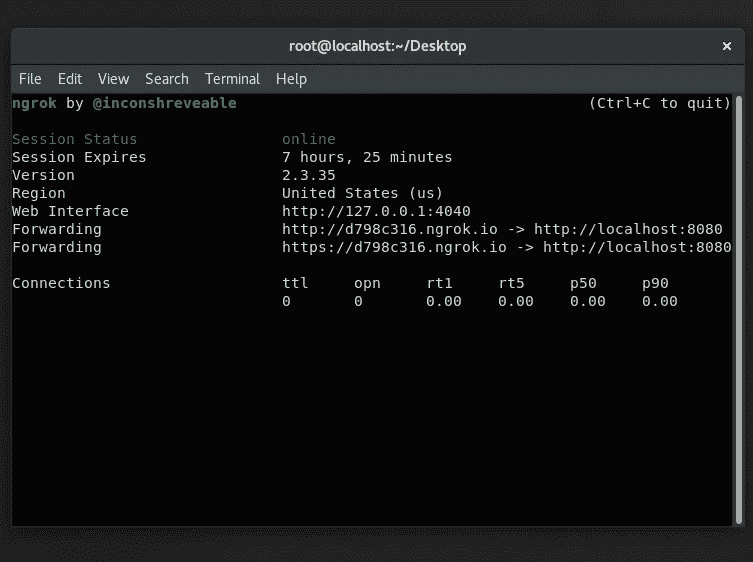 root@localhost:~/Desktop ×
File Edit View Search Terminal Help
ngrok by @inconshreveable (Ctrl+C to quit)
Session Status online
Session Expires 7 hours, 25 minutes
Version 2.3.35
Region United States (us)
Web Interface http://127.0.0.1:4040
Forwarding http://d798c316.ngrok.io -> http://localhost:8080
Forwarding https://d798c316.ngrok.io -> http://localhost:8080
Connections ttl opn rt1 rt5 p50 p90
0 0 0.00 0.00 0.00 0.00